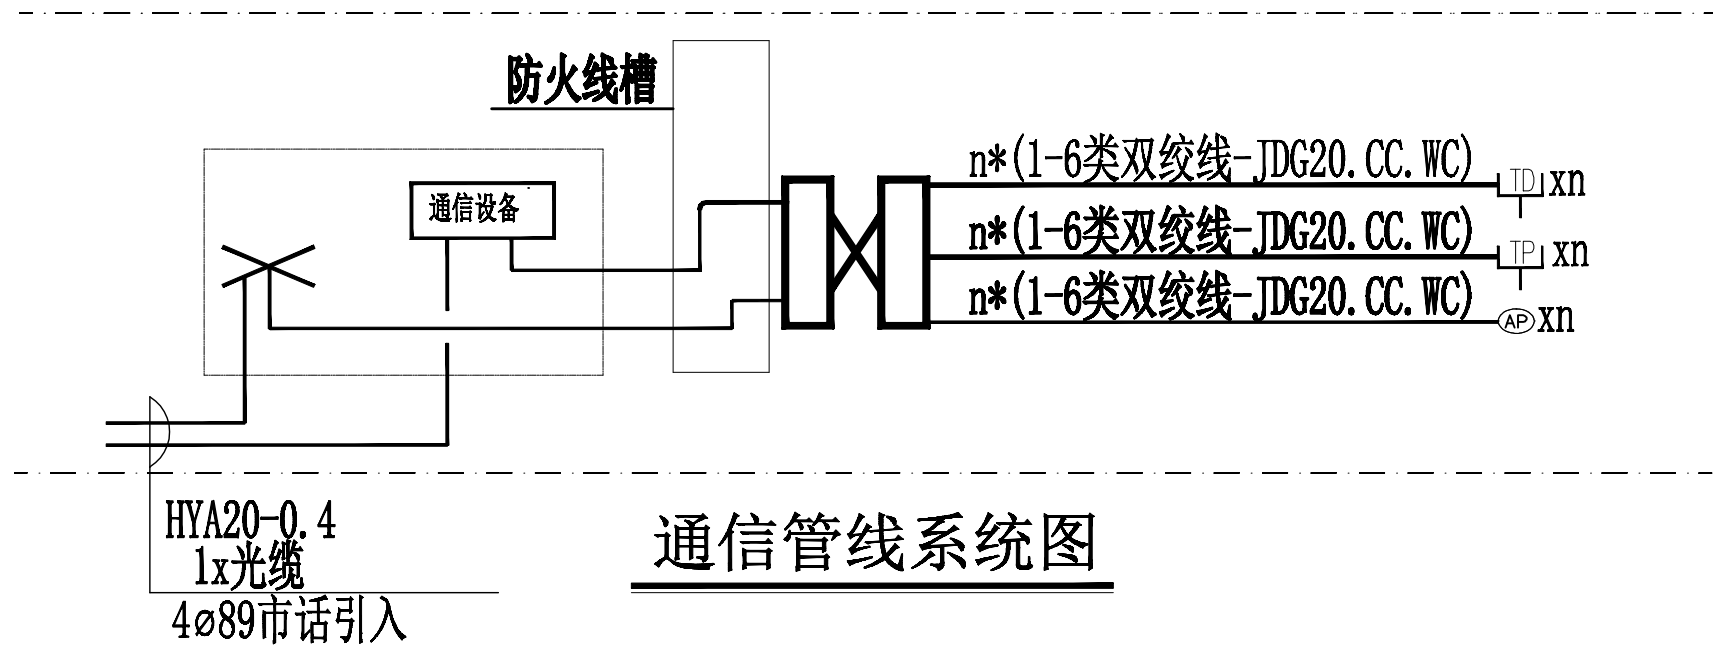 防火线槽
n*(1-6类双绞线-JDG20.CC.WC)
TD xn
通信设备
n*(1-6类双绞线-JDG20.CC.WC)
TP xn
n*(1-6类双绞线-JDG20.CC.WC)
AP xn
HYA20-0.4
1x光缆
4ø89市话引入
通信管线系统图